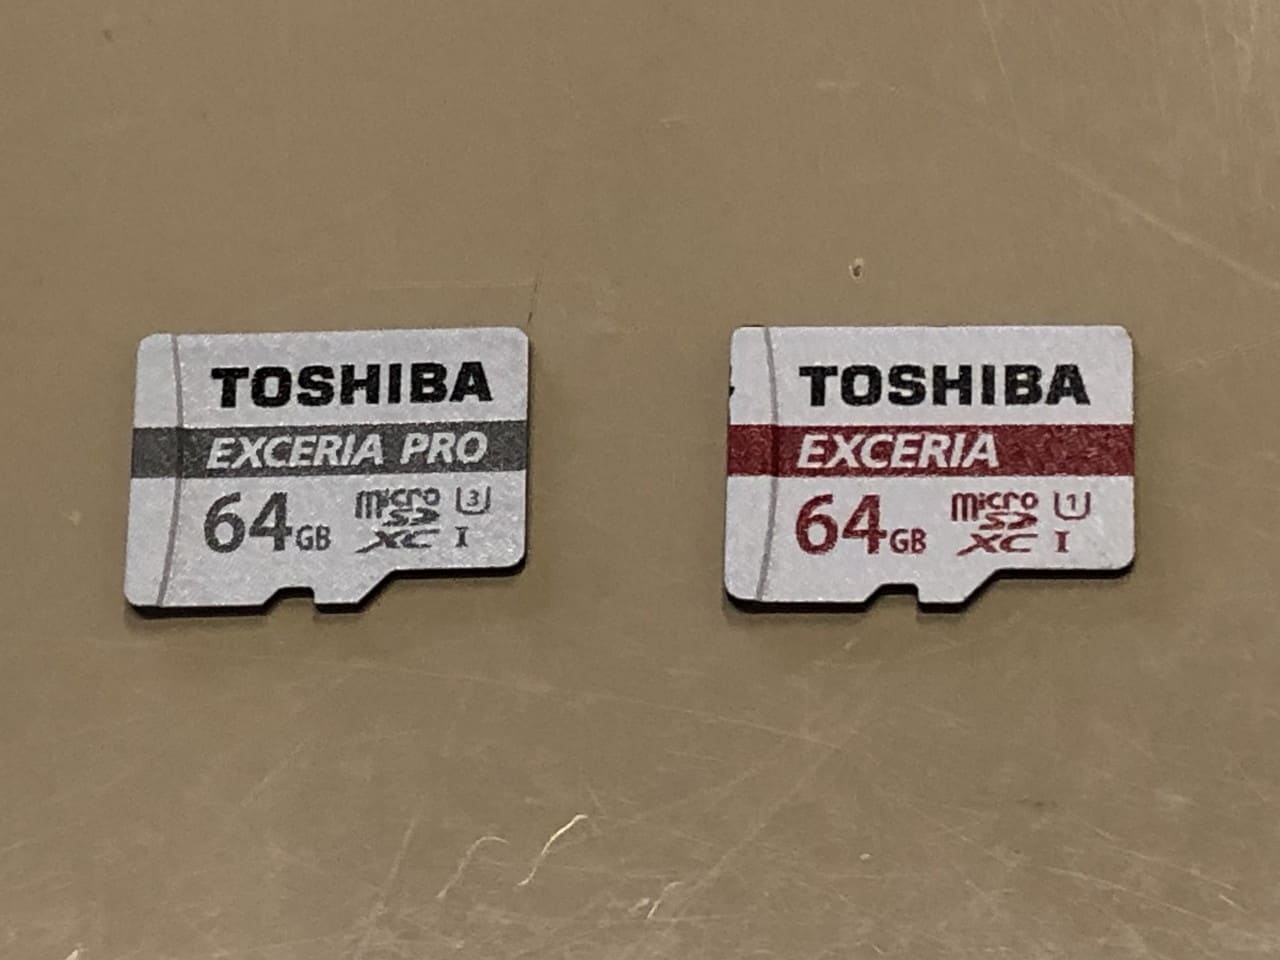 TOSHIBA
EXCERIA PRO
64GB micro SD XC I 3
TOSHIBA
EXCERIA
64GB micro SD XC I 1